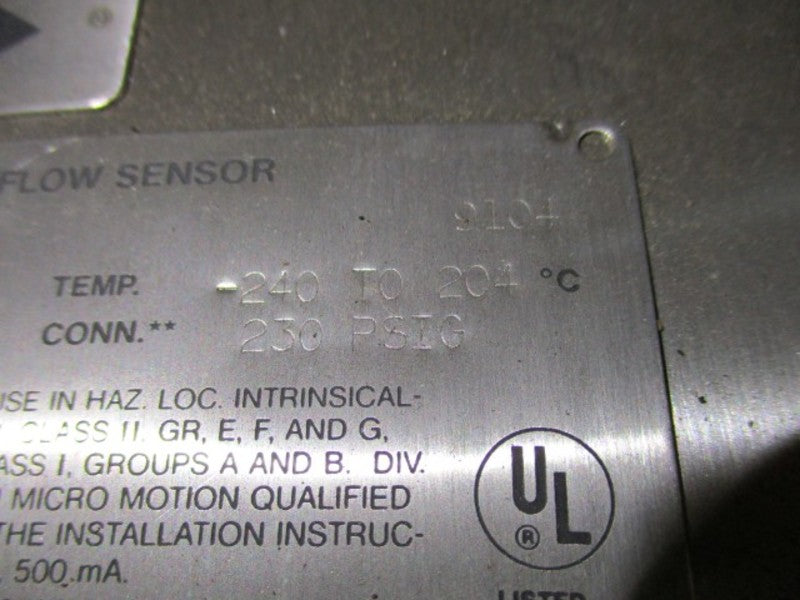 ®
FLOW SENSOR
9104
TEMP. -240 TO 204 °C
CONN.** 230 PSIG
USE IN HAZ. LOC. INTRINSICAL-
CLASS II. GR, E, F, AND G,
ASS I, GROUPS A AND B. DIV.
MICRO MOTION QUALIFIED
THE INSTALLATION INSTRUC-
500 mA.
UL
®
LISTED